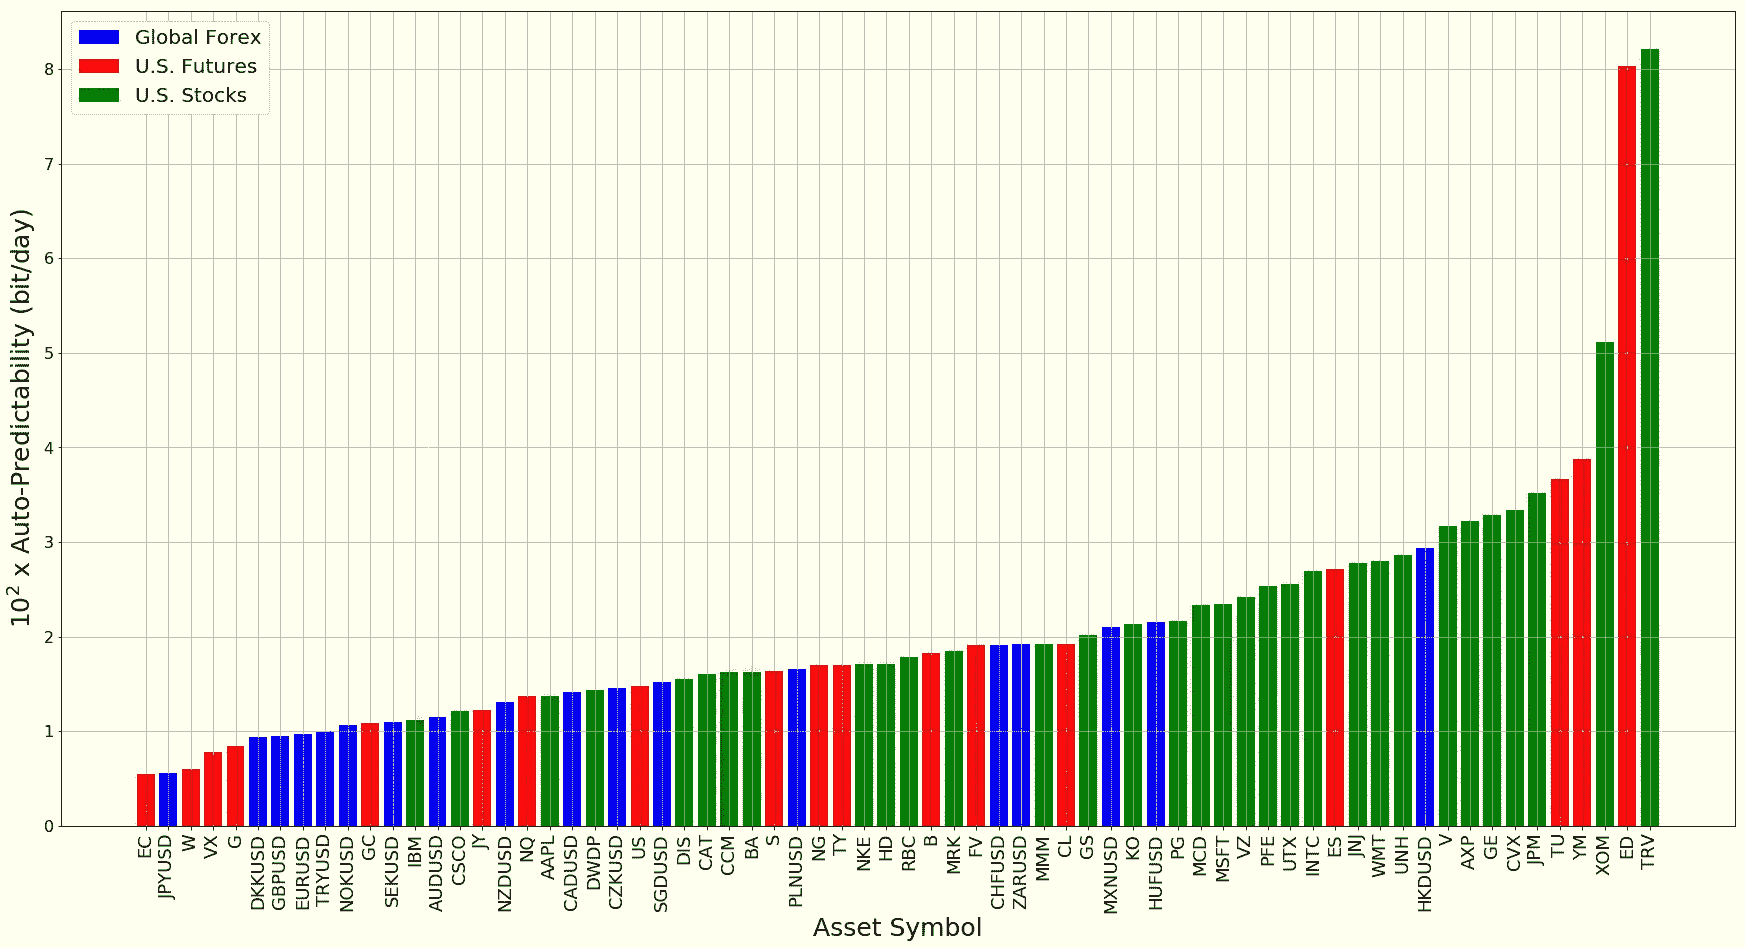 Global Forex
U.S. Futures
U.S. Stocks
8
7
6
5
4
3
2
1
0
10² x Auto-Predictability (bit/day)
EC
JPYUSD
W
VX
G
DKKUSD
GBPUSD
EURUSD
TRYUSD
NOKUSD
GC
SEKUSD
IBM
AUDUSD
CSCO
JY
NZDUSD
NQ
AAPL
CADUSD
DWDP
CZKUSD
US
SGDUSD
DIS
CAT
CCM
BA
S
PLNUSD
NG
TY
NKE
HD
RBC
B
MRK
FV
CHFUSD
ZARUSD
MMM
CL
GS
MXNUSD
KO
HUFUSD
PG
MCD
MSFT
VZ
PFE
UTX
INTC
ES
JNJ
WMT
UNH
HKDUSD
V
AXP
GE
CVX
JPM
TU
YM
XOM
ED
TRV
Asset Symbol